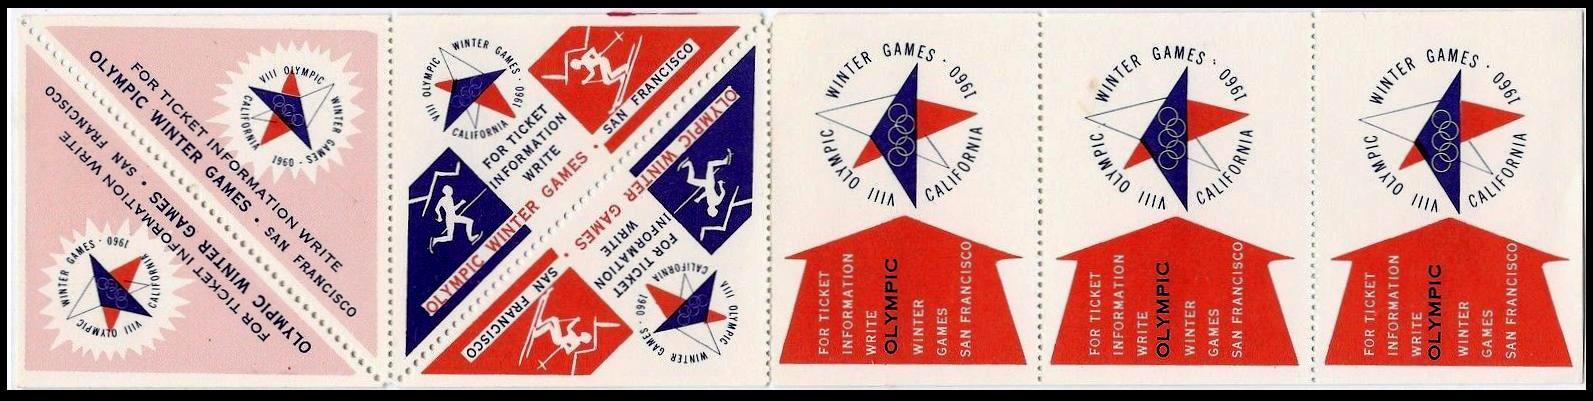 FOR TICKET INFORMATION WRITE
OLYMPIC WINTER GAMES · SAN FRANCISCO
VIII OLYMPIC
WINTER GAMES · 1960 ·
CALIFORNIA
FOR TICKET INFORMATION WRITE
OLYMPIC WINTER GAMES · SAN FRANCISCO
VIII OLYMPIC
WINTER GAMES · 1960
CALIFORNIA
VIII OLYMPIC
WINTER GAMES · 1960
CALIFORNIA
FOR TICKET
INFORMATION
WRITE
OLYMPIC WINTER GAMES · SAN FRANCISCO
OLYMPIC WINTER GAMES · SAN FRANCISCO
FOR TICKET
INFORMATION
WRITE
VIII OLYMPIC
WINTER GAMES · 1960
CALIFORNIA
VIII OLYMPIC
WINTER GAMES · 1960
CALIFORNIA
FOR TICKET
INFORMATION
WRITE
OLYMPIC
WINTER
GAMES
SAN FRANCISCO
VIII OLYMPIC
WINTER GAMES · 1960
CALIFORNIA
FOR TICKET
INFORMATION
WRITE
OLYMPIC
WINTER
GAMES
SAN FRANCISCO
VIII OLYMPIC
WINTER GAMES · 1960
CALIFORNIA
FOR TICKET
INFORMATION
WRITE
OLYMPIC
WINTER
GAMES
SAN FRANCISCO